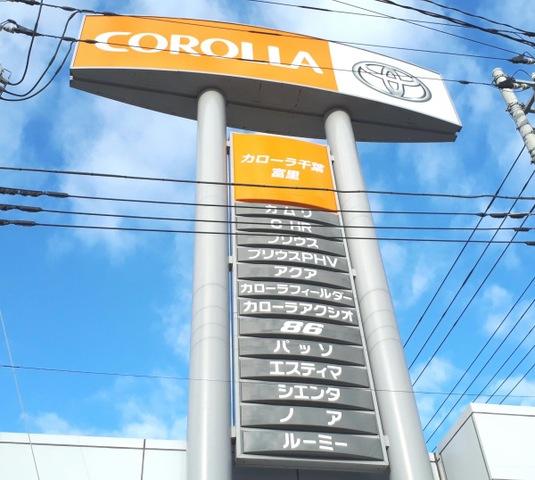 COROLLA
カローラ千葉
富里
カムリ
C-HR
プリウス
プリウスPHV
アクア
カローラフィールダー
カローラアクシオ
86
パッソ
エスティマ
シエンタ
ノア
ルーミー